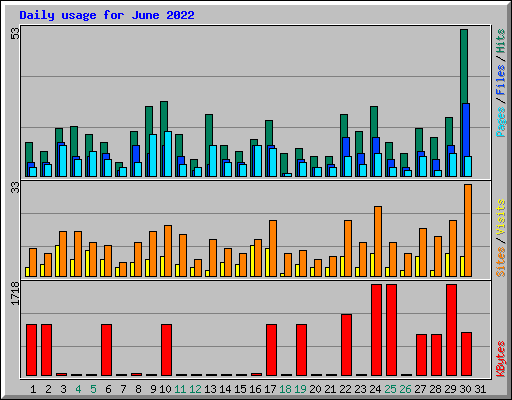 Daily usage for June 2022
53
Pages / Files / Hits
33
Sites / Visits
1718
KBytes
1 2 3 4 5 6 7 8 9 10 11 12 13 14 15 16 17 18 19 20 21 22 23 24 25 26 27 28 29 30 31